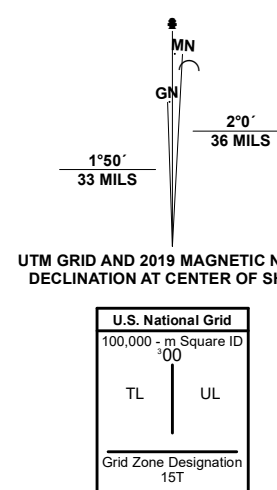 MN
GN
2°0´
36 MILS
1°50´
33 MILS
UTM GRID AND 2019 MAGNETIC N
DECLINATION AT CENTER OF SH
U.S. National Grid
100,000 - m Square ID
³00
TL UL
Grid Zone Designation
15T